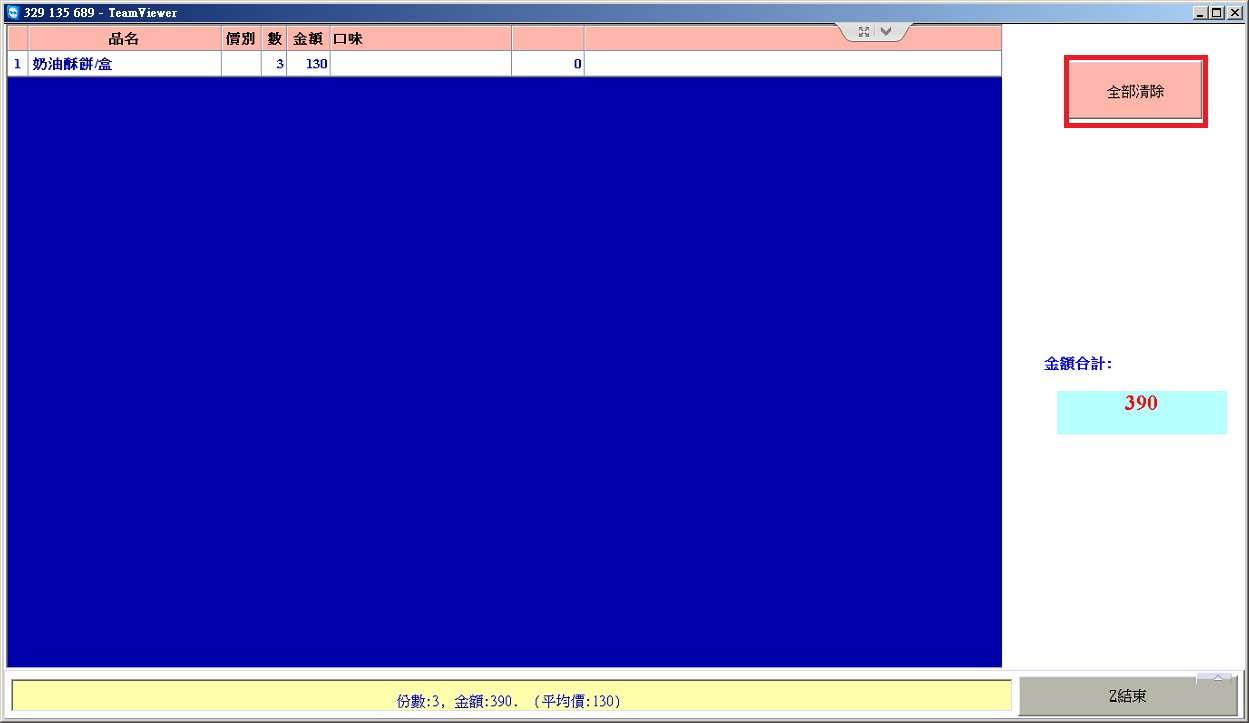 329 135 689 - TeamViewer
品名 價別 數 金額 口味
1 奶油酥餅/盒 3 130 0
全部清除
金額合計:
390
份數:3, 金額:390. (平均價:130)
Z結束